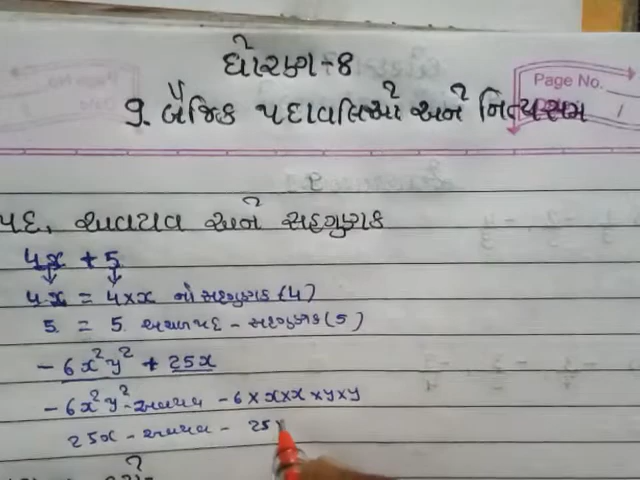 ધોરણ-8
Page No.
9. બૈજિક પદાવલિઓ અને નિત્યસમ
પદ, અવયવ અને સહગુણક
4x + 5
4x = 4×x નો સહગુણક (4)
5 = 5 અચળપદ - સહગુણક (5)
- 6x²y² + 25x
- 6x²y² - અવયવ - 6 × x × x × y × y
25x - અવયવ - 25